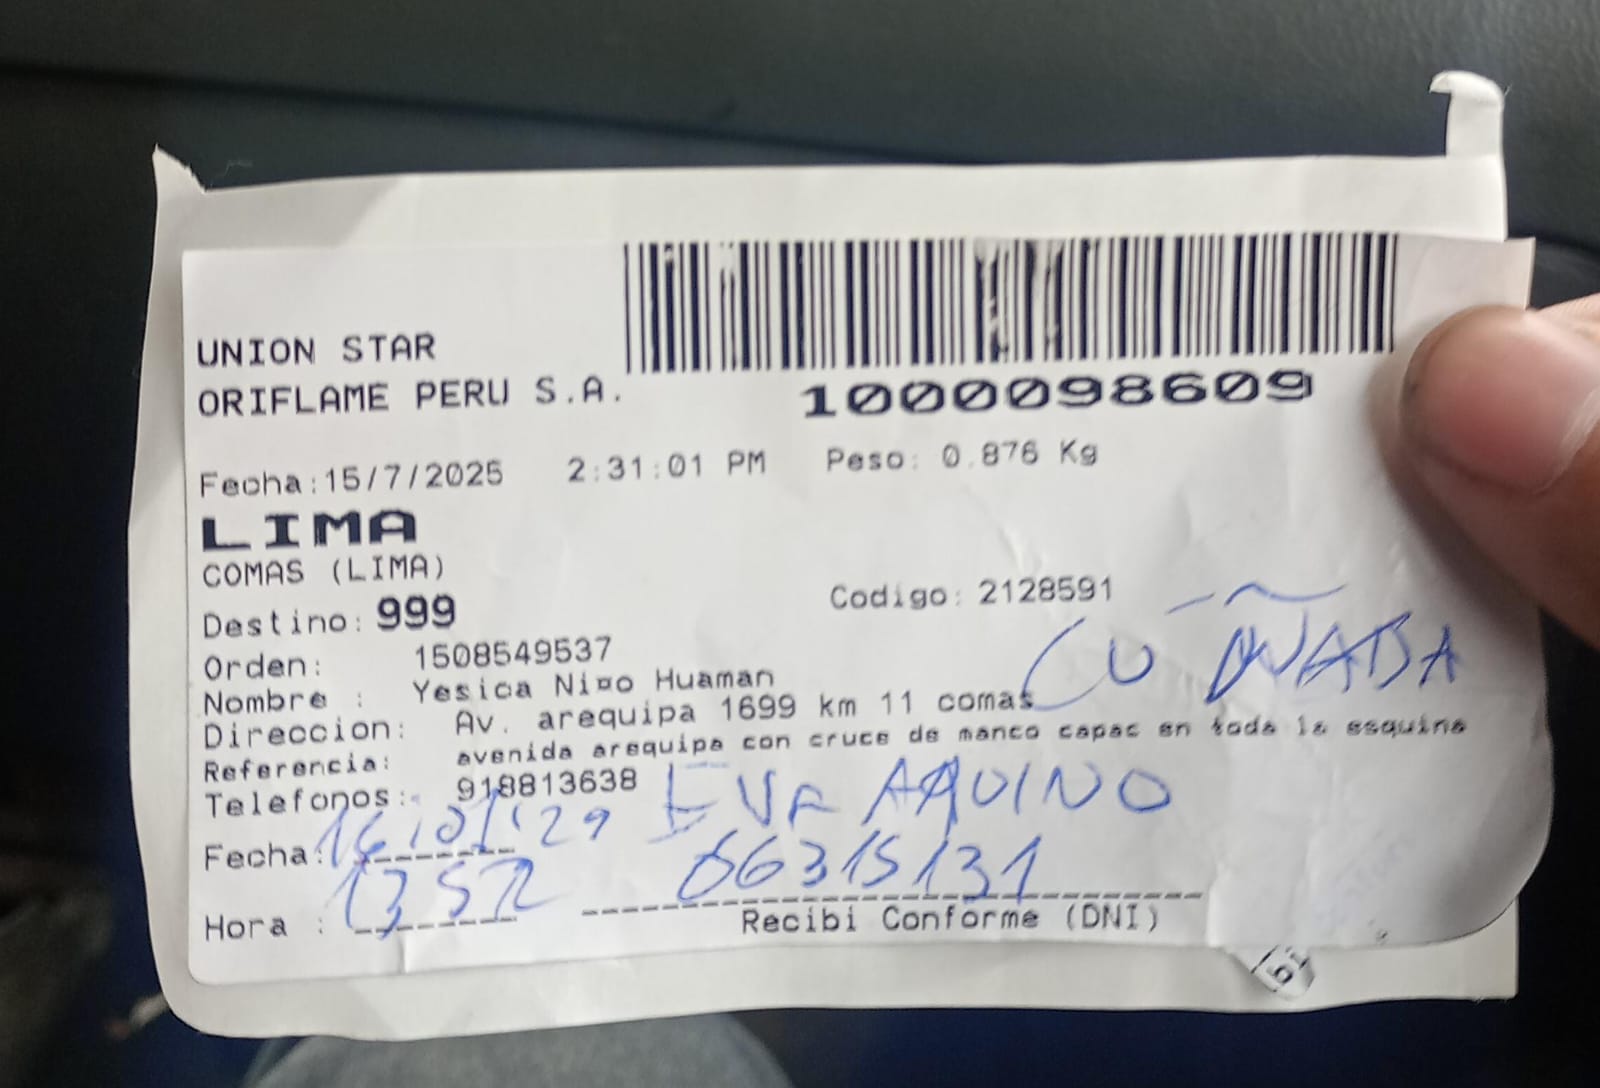 UNION STAR
ORIFLAME PERU S.A.
1000098609
Fecha:15/7/2025 2:31:01 PM Peso: 0.876 Kg
LIMA
COMAS (LIMA)
Destino: 999 Codigo: 2128591
Orden: 1508549537
Nombre : Yesica Ni¤o Huaman
CUÑADA
Direccion: Av. arequipa 1699 km 11 comas
Referencia: avenida arequipa con cruce de manco capac en toda la esquina
Telefonos: 918813638
EVA AQUINO
Fecha:
06315131
Hora :
Recibi Conforme (DNI)